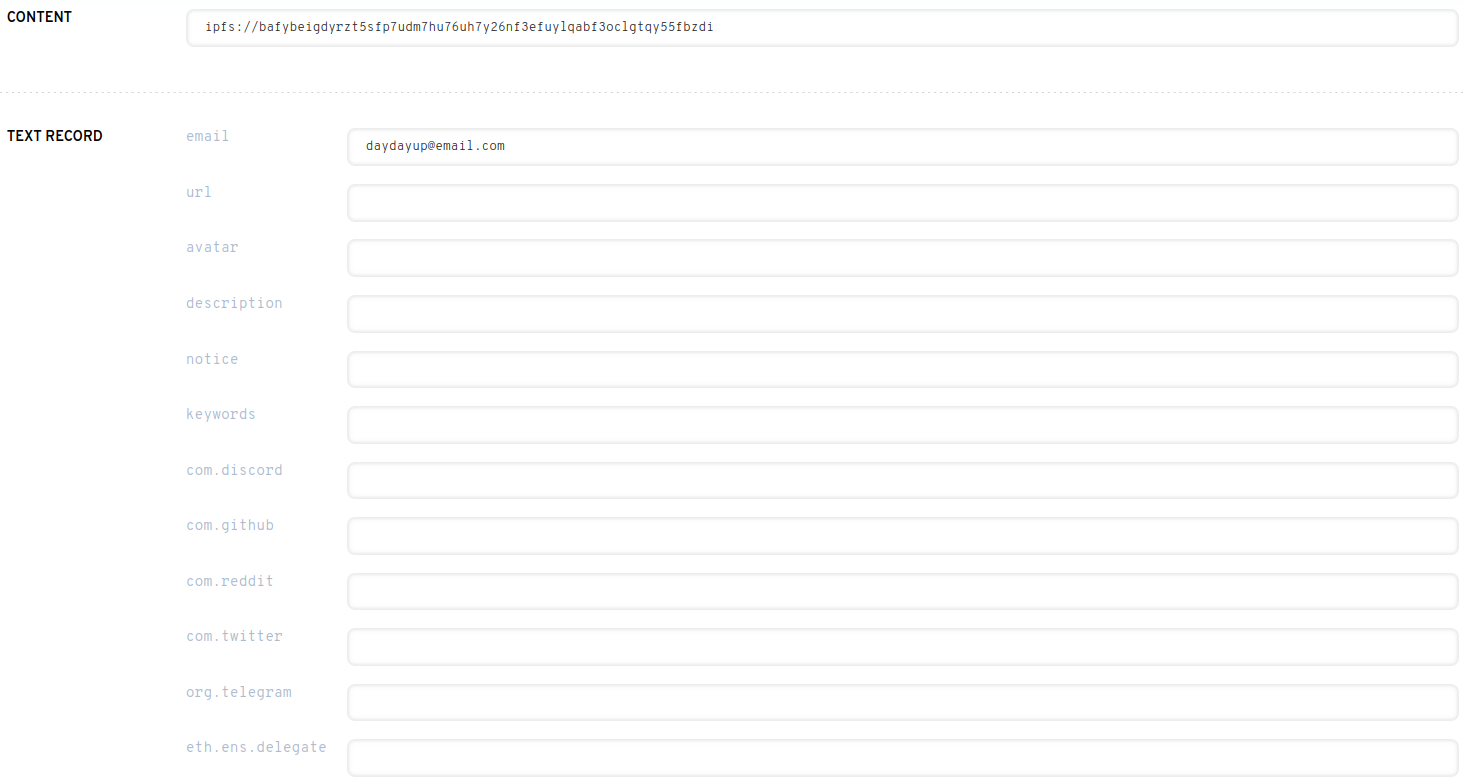 CONTENT
ipfs://bafybeigdyrzt5sfp7udm7hu76uh7y26nf3efuylqabf3oclgtqy55fbzdi
TEXT RECORD
email
daydayup@email.com
url
avatar
description
notice
keywords
com.discord
com.github
com.reddit
com.twitter
org.telegram
eth.ens.delegate